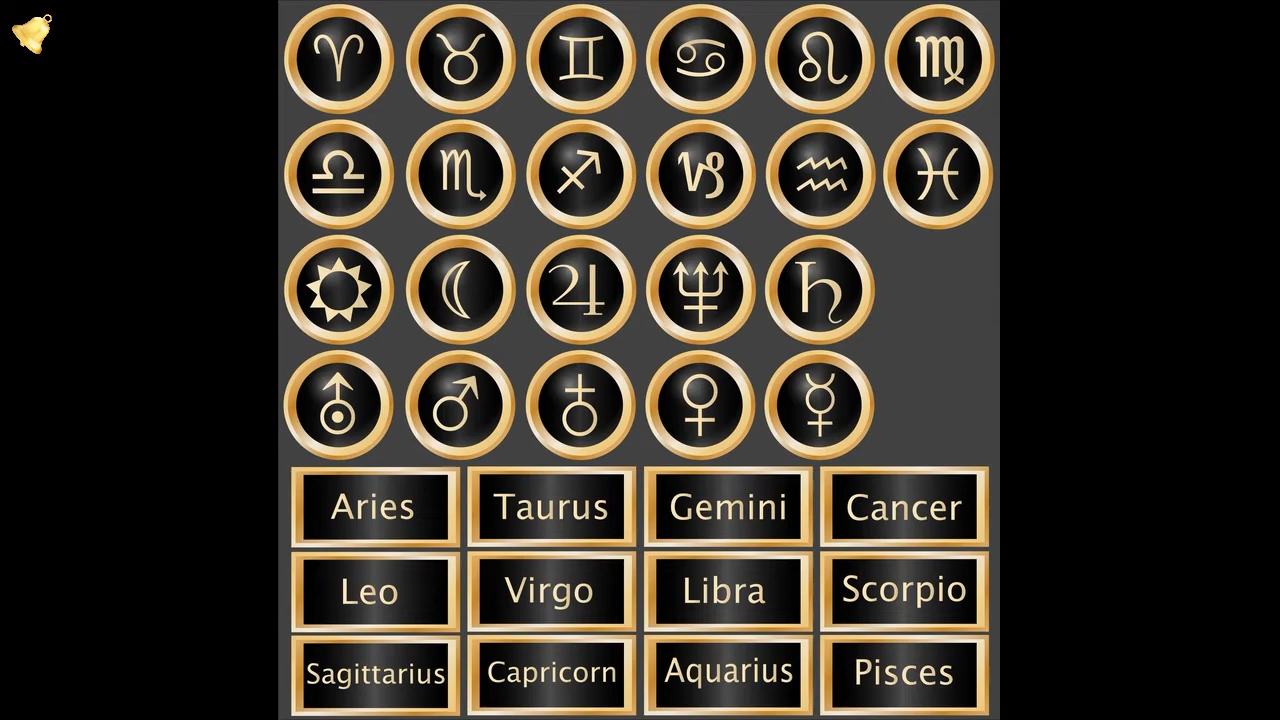 Aries Taurus Gemini Cancer
Leo Virgo Libra Scorpio
Sagittarius Capricorn Aquarius Pisces